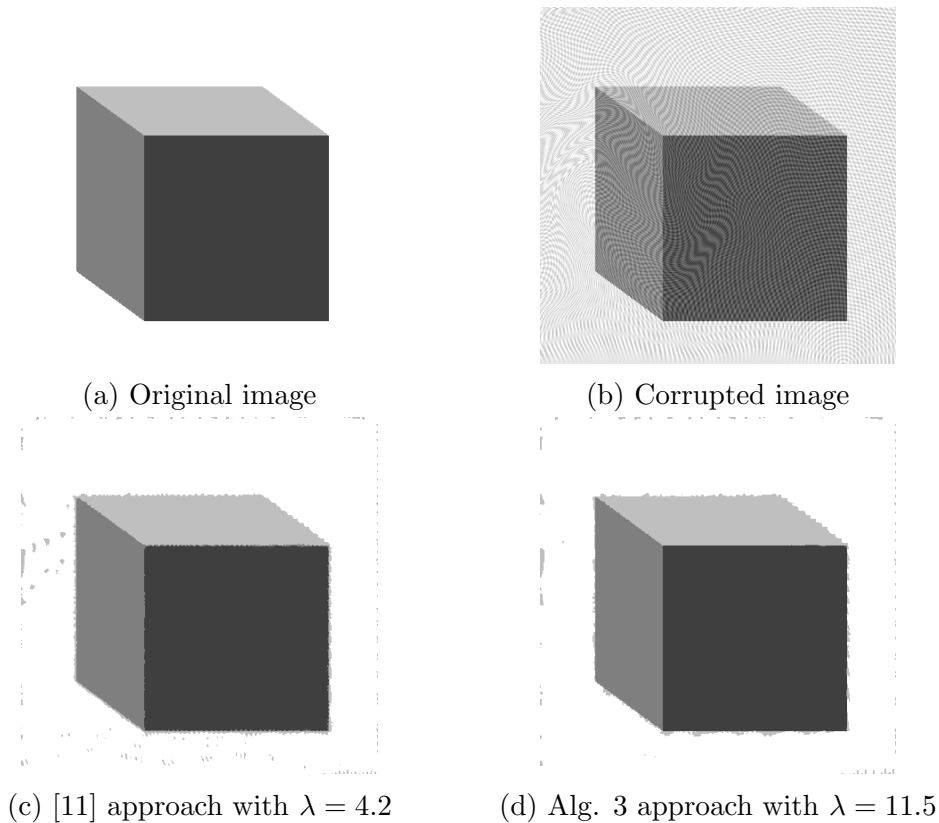 (a) Original image
(b) Corrupted image
(c) [11] approach with λ = 4.2
(d) Alg. 3 approach with λ = 11.5